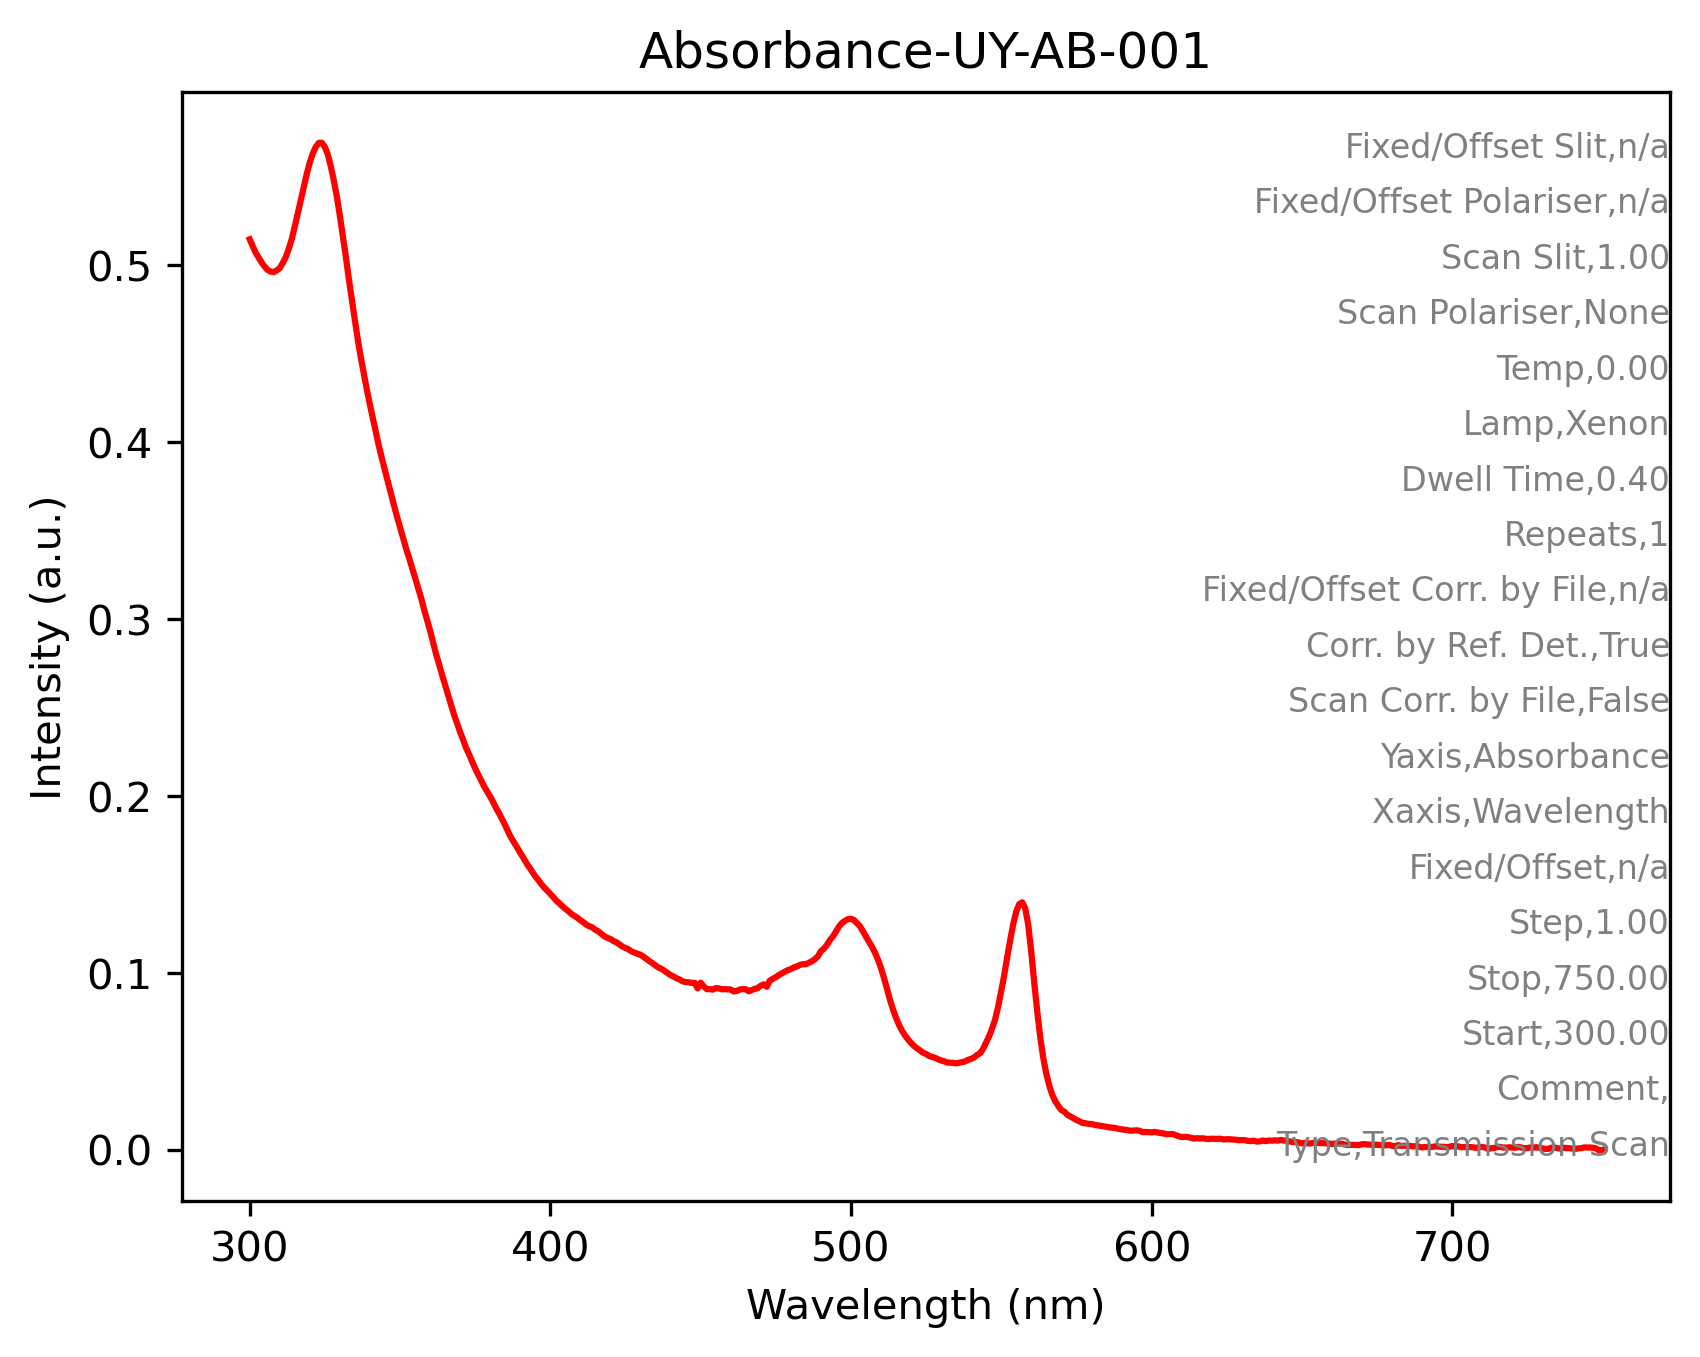 Absorbance-UY-AB-001
Fixed/Offset Slit,n/a
Fixed/Offset Polariser,n/a
Scan Slit,1.00
Scan Polariser,None
Temp,0.00
Lamp,Xenon
Dwell Time,0.40
Repeats,1
Fixed/Offset Corr. by File,n/a
Corr. by Ref. Det.,True
Scan Corr. by File,False
Yaxis,Absorbance
Xaxis,Wavelength
Fixed/Offset,n/a
Step,1.00
Stop,750.00
Start,300.00
Comment,
Type,Transmission Scan
Intensity (a.u.)
0.5
0.4
0.3
0.2
0.1
0.0
300 400 500 600 700
Wavelength (nm)